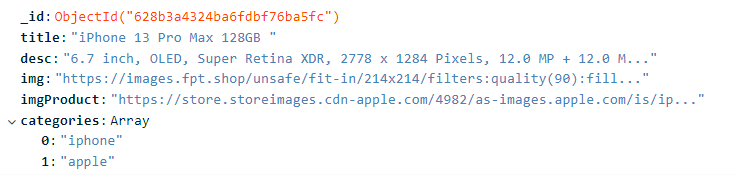 _id: ObjectId("628b3a4324ba6fdbf76ba5fc")
title: "iPhone 13 Pro Max 128GB "
desc: "6.7 inch, OLED, Super Retina XDR, 2778 x 1284 Pixels, 12.0 MP + 12.0 M..."
img: "https://images.fpt.shop/unsafe/fit-in/214x214/filters:quality(90):fill..."
imgProduct: "https://store.storeimages.cdn-apple.com/4982/as-images.apple.com/is/ip..."
categories: Array
0: "iphone"
1: "apple"